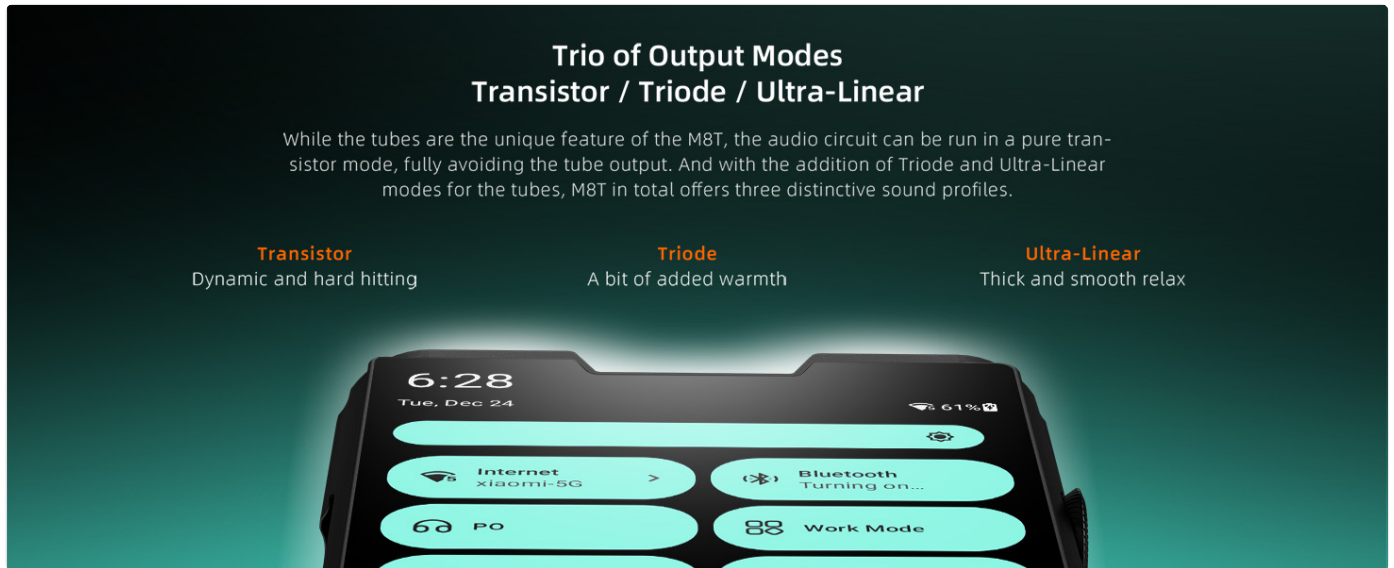 Trio of Output Modes
Transistor / Triode / Ultra-Linear
While the tubes are the unique feature of the M8T, the audio circuit can be run in a pure tran-
sistor mode, fully avoiding the tube output. And with the addition of Triode and Ultra-Linear
modes for the tubes, M8T in total offers three distinctive sound profiles.
Transistor
Dynamic and hard hitting
Triode
A bit of added warmth
Ultra-Linear
Thick and smooth relax
6:28
Tue, Dec 24
61%
Internet
xiaomi-5G
Bluetooth
Turning on...
PO
Work Mode